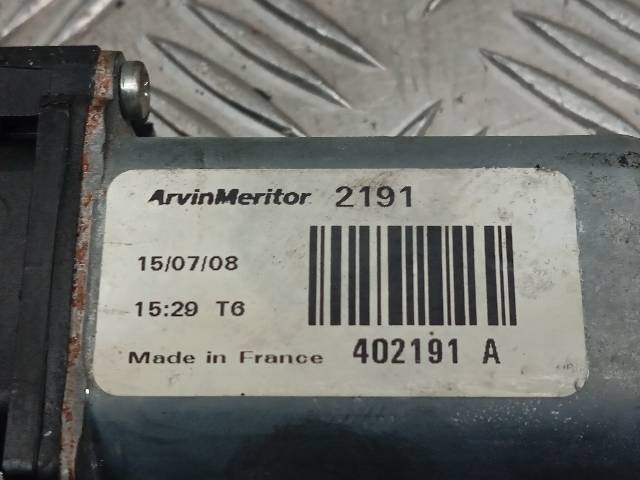 ArvinMeritor 2191
15/07/08
15:29 T6
Made in France 402191 A